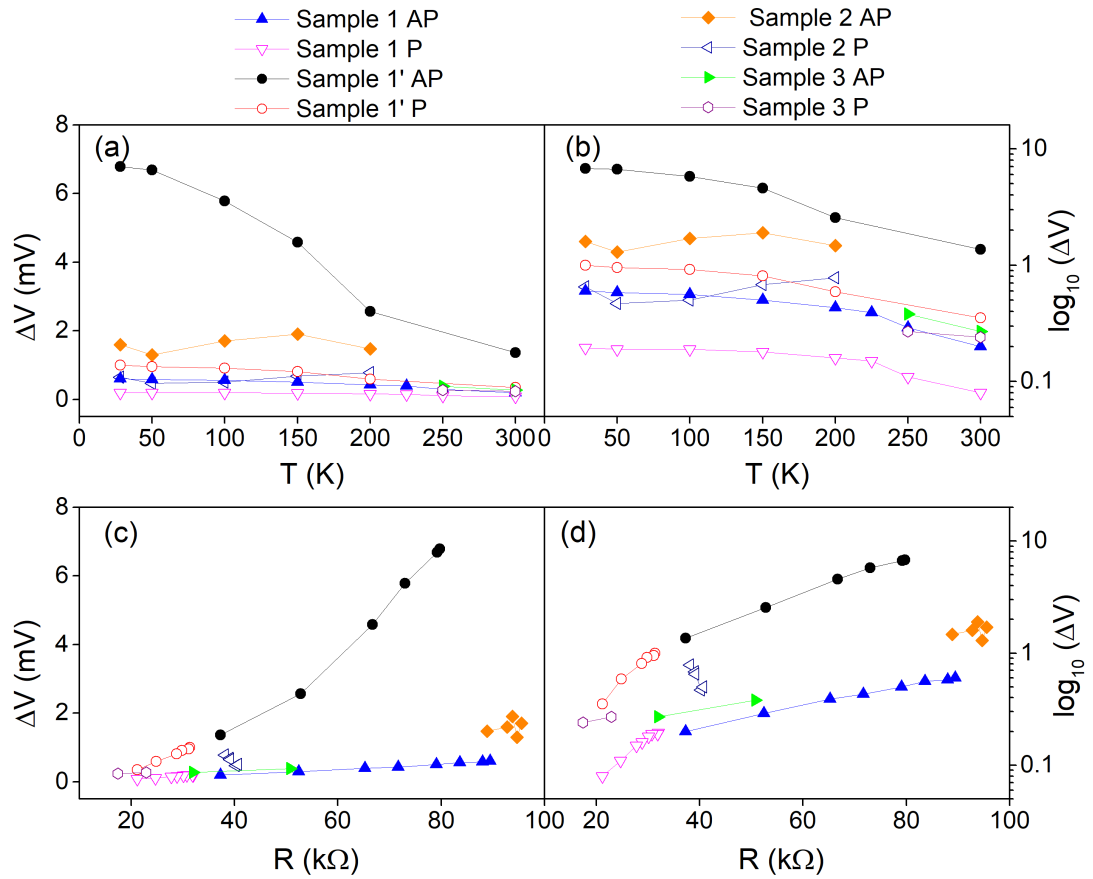 Sample 1 AP
Sample 1 P
Sample 1' AP
Sample 1' P
Sample 2 AP
Sample 2 P
Sample 3 AP
Sample 3 P
(a)
8
6
4
2
0
ΔV (mV)
0 50 100 150 200 250 300
T (K)
(b)
10
1
0.1
log₁₀ (ΔV)
0 50 100 150 200 250 300
T (K)
(c)
8
6
4
2
0
ΔV (mV)
20 40 60 80 100
R (kΩ)
(d)
10
1
0.1
log₁₀ (ΔV)
20 40 60 80 100
R (kΩ)